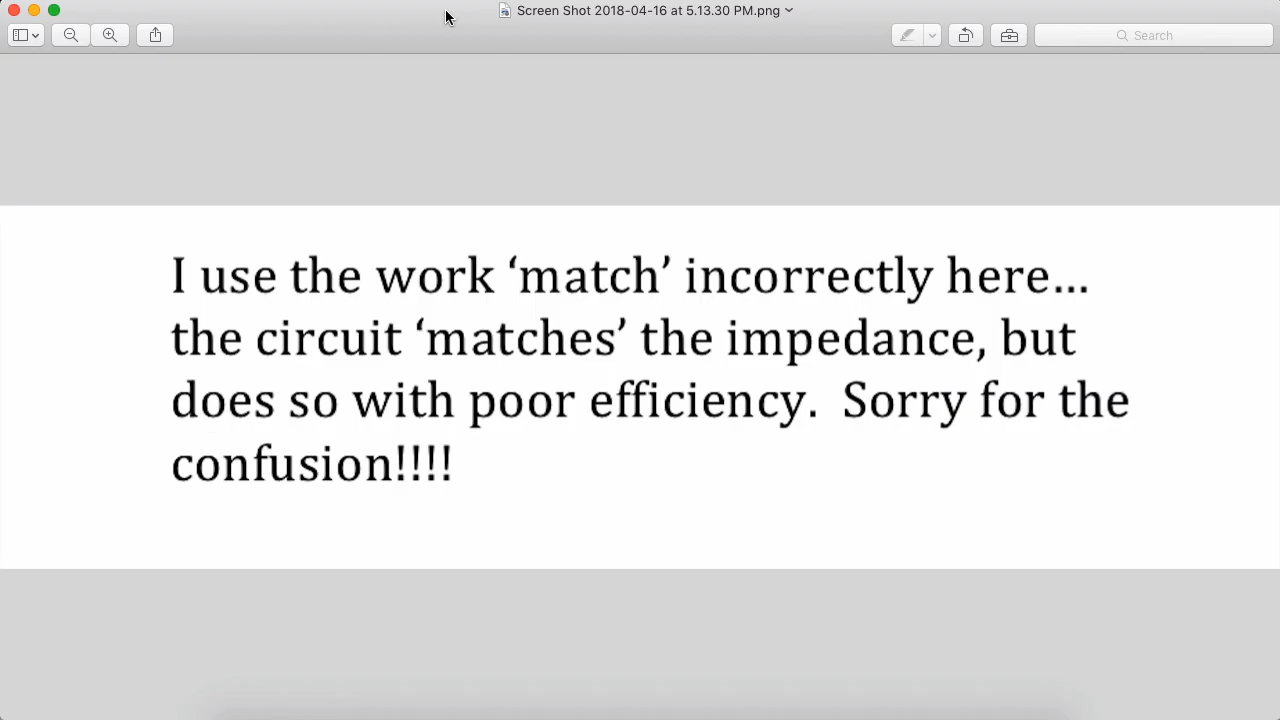 Screen Shot 2018-04-16 at 5.13.30 PM.png
Search
I use the work ‘match’ incorrectly here...
the circuit ‘matches’ the impedance, but
does so with poor efficiency.  Sorry for the
confusion!!!!